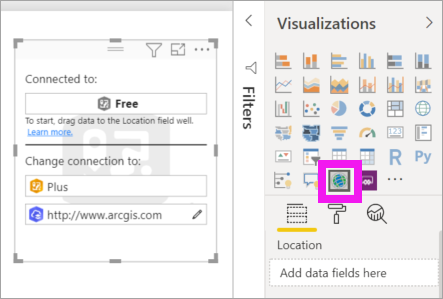 Connected to:
Free
To start, drag data to the Location field well.
Learn more.
Change connection to:
Plus
http://www.arcgis.com
Filters
Visualizations
R
Py
Location
Add data fields here